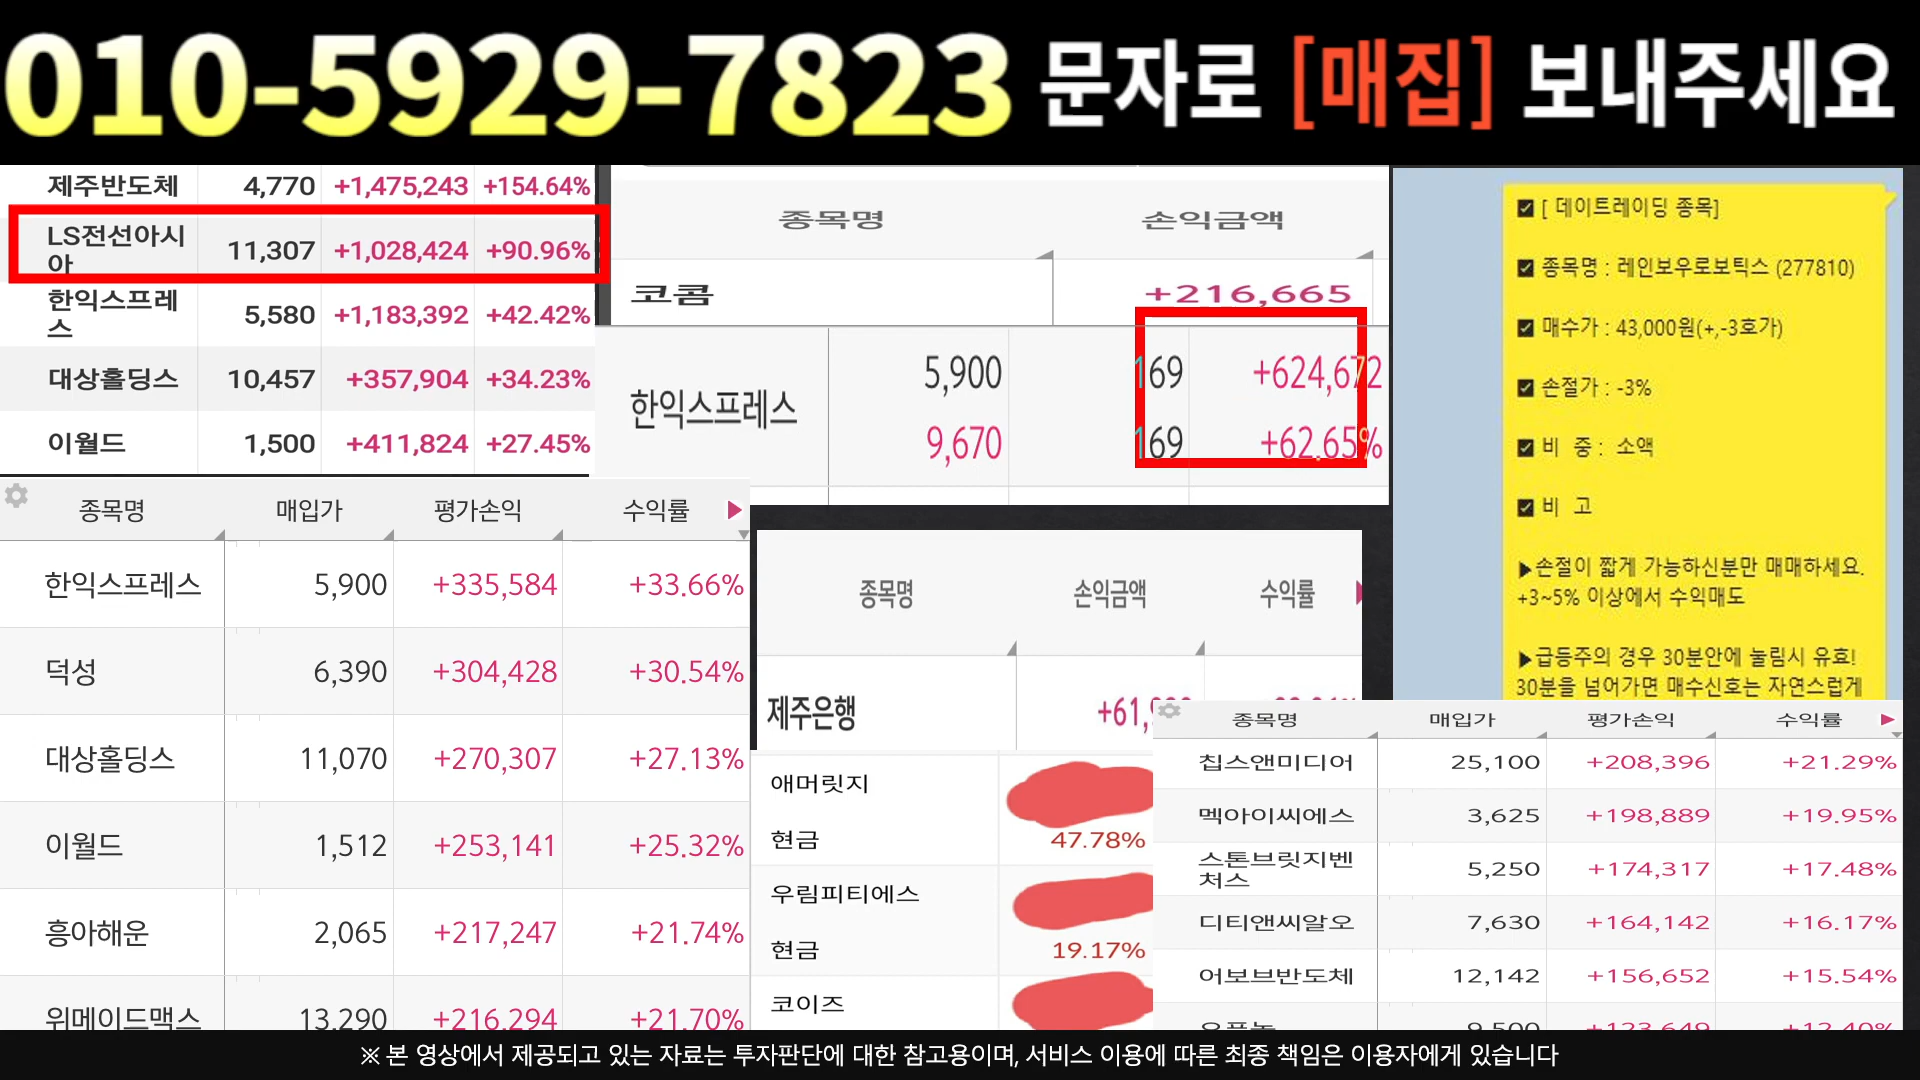 010-5929-7823 문자로 [매집] 보내주세요
제주반도체 4,770 +1,475,243 +154.64%
LS전선아시
아 11,307 +1,028,424 +90.96%
한익스프레
스 5,580 +1,183,392 +42.42%
대상홀딩스 10,457 +357,904 +34.23%
이월드 1,500 +411,824 +27.45%
종목명 손익금액
코콤 +216,665
한익스프레스
5,900 169 +624,672
9,670 169 +62.65%
[ 데이트레이딩 종목]
종목명 : 레인보우로보틱스 (277810)
매수가 : 43,000원(+,-3호가)
손절가 : -3%
비 중 : 소액
비 고
▶손절이 짧게 가능하신분만 매매하세요.
+3~5% 이상에서 수익매도
▶급등주의 경우 30분안에 눌림시 유효!
30분을 넘어가면 매수신호는 자연스럽게
종목명 매입가 평가손익 수익률
한익스프레스 5,900 +335,584 +33.66%
덕성 6,390 +304,428 +30.54%
대상홀딩스 11,070 +270,307 +27.13%
이월드 1,512 +253,141 +25.32%
흥아해운 2,065 +217,247 +21.74%
위메이드맥스 13,290 +216,294 +21.70%
종목명 손익금액 수익률
제주은행
애머릿지
현금 47.78%
우림피티에스
현금 19.17%
코이즈
종목명 매입가 평가손익 수익률
칩스앤미디어 25,100 +208,396 +21.29%
멕아이씨에스 3,625 +198,889 +19.95%
스톤브릿지벤
처스 5,250 +174,317 +17.48%
디티앤씨알오 7,630 +164,142 +16.17%
어보브반도체 12,142 +156,652 +15.54%
※ 본 영상에서 제공되고 있는 자료는 투자판단에 대한 참고용이며, 서비스 이용에 따른 최종 책임은 이용자에게 있습니다